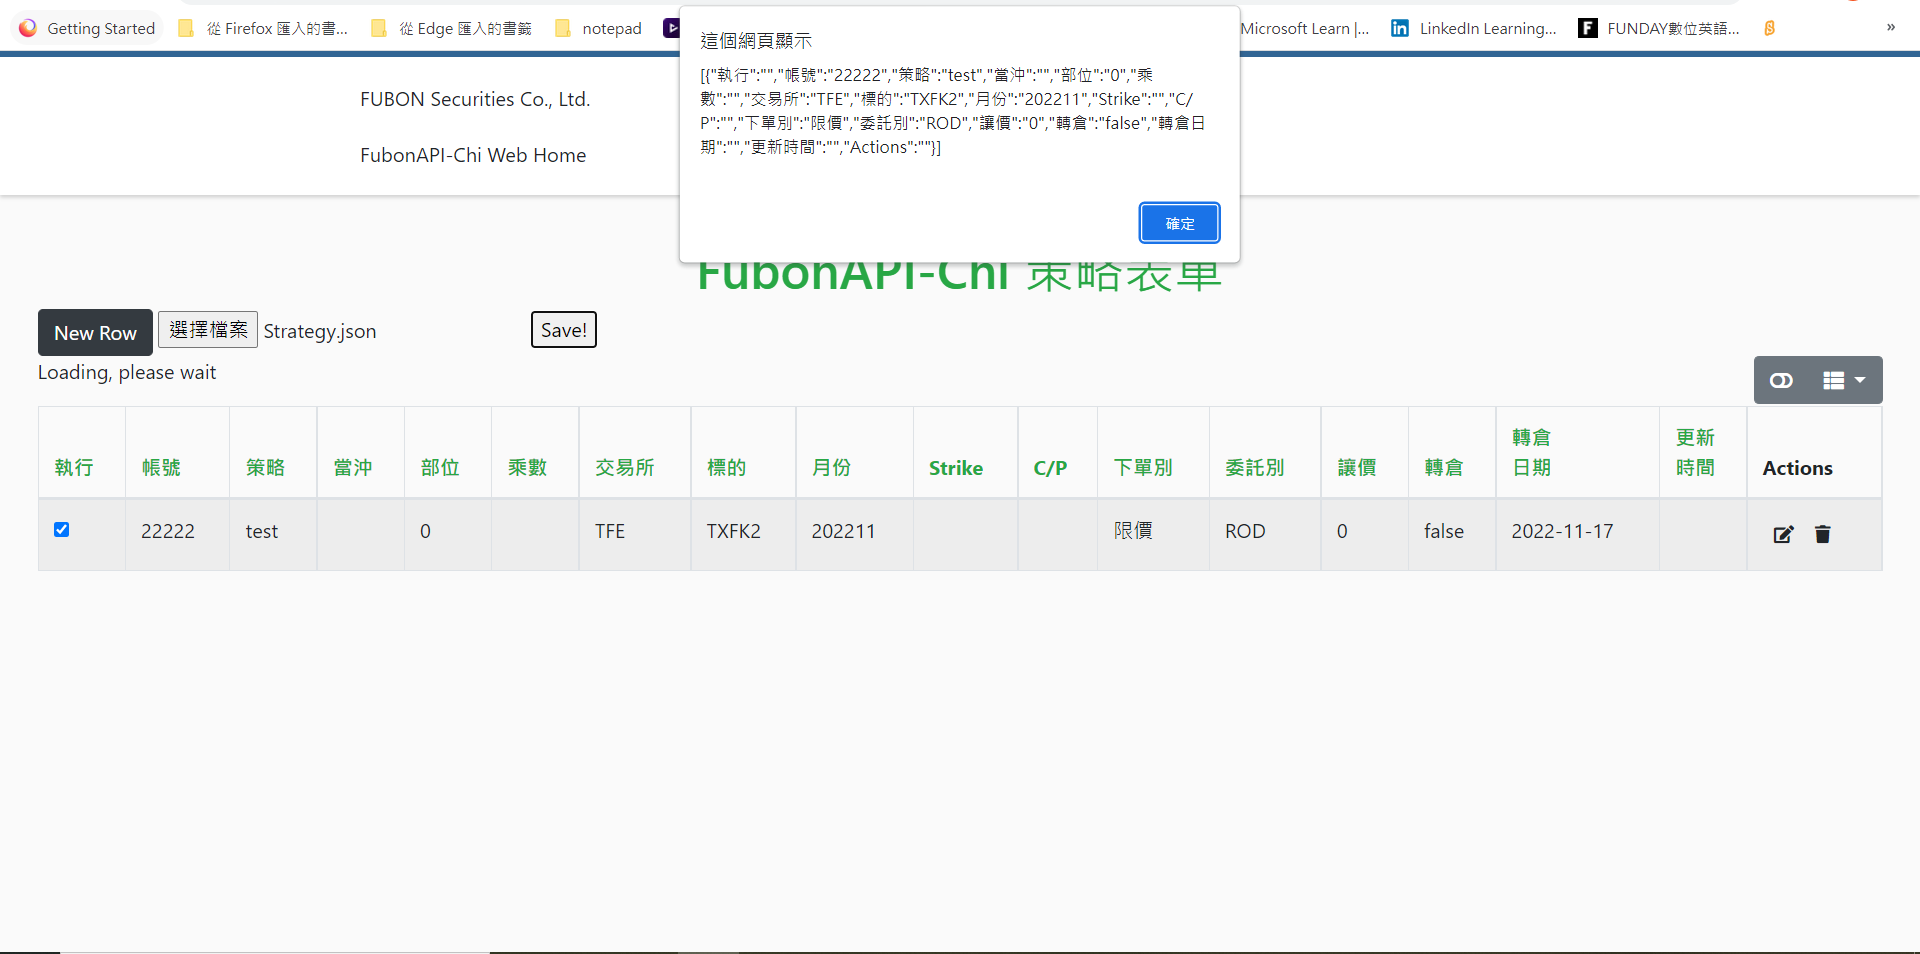 Getting Started 從 Firefox 匯入的書... 從 Edge 匯入的書籤 notepad Microsoft Learn |... LinkedIn Learning... FUNDAY數位英語... »
這個網頁顯示
[{"執行":"","帳號":"22222","策略":"test","當沖":"","部位":"0","乘
數":"","交易所":"TFE","標的":"TXFK2","月份":"202211","Strike":"","C/
P":"","下單別":"限價","委託別":"ROD","讓價":"0","轉倉":"false","轉倉日
期":"","更新時間":"","Actions":""}]
確定
FUBON Securities Co., Ltd.
FubonAPI-Chi Web Home
FubonAPI-Chi 策略表單
New Row 選擇檔案 Strategy.json Save!
Loading, please wait
執行 帳號 策略 當沖 部位 乘數 交易所 標的 月份 Strike C/P 下單別 委託別 讓價 轉倉 轉倉日期 更新時間 Actions
22222 test 0 TFE TXFK2 202211 限價 ROD 0 false 2022-11-17